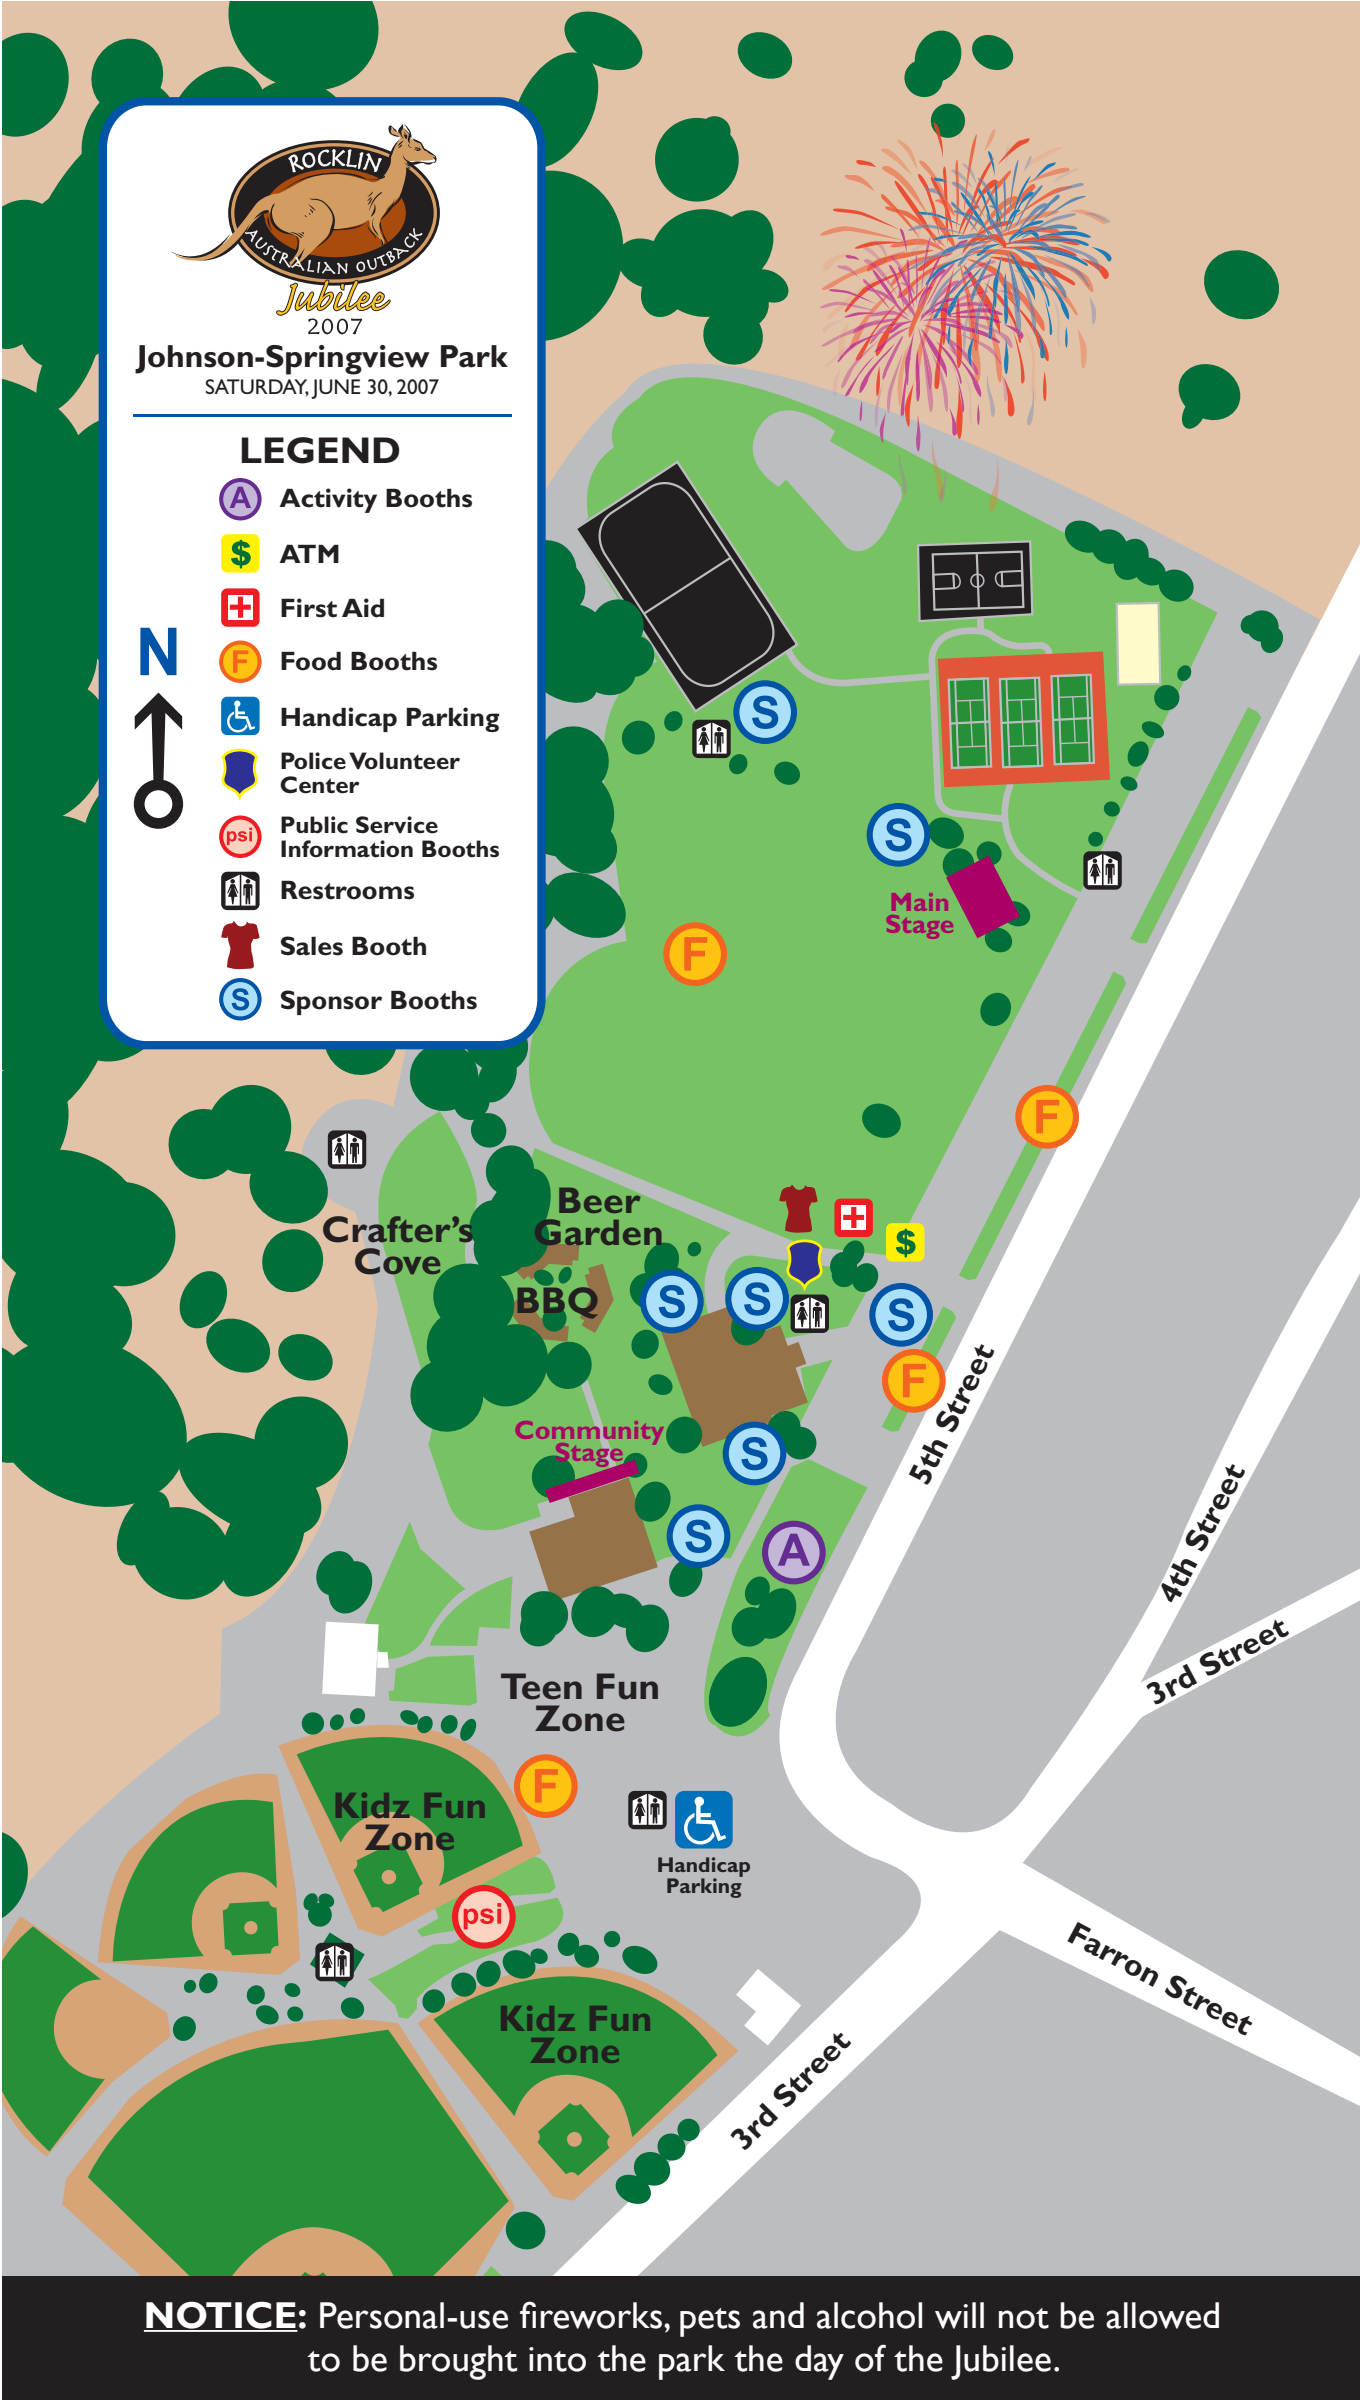 ROCKLIN
AUSTRALIAN OUTBACK
Jubilee
2007
Johnson-Springview Park
SATURDAY, JUNE 30, 2007
LEGEND
A Activity Booths
$ ATM
First Aid
F Food Booths
Handicap Parking
Police Volunteer
Center
psi Public Service
Information Booths
Restrooms
Sales Booth
S Sponsor Booths
N
S
S
Main
Stage
F
F
Beer
Garden
Crafter's
Cove
$
BBQ
S
S
S
F
5th Street
Community
Stage
S
4th Street
S
A
3rd Street
Teen Fun
Zone
F
Kidz Fun
Zone
Handicap
Parking
psi
Farron Street
Kidz Fun
Zone
3rd Street
NOTICE: Personal-use fireworks, pets and alcohol will not be allowed
to be brought into the park the day of the Jubilee.